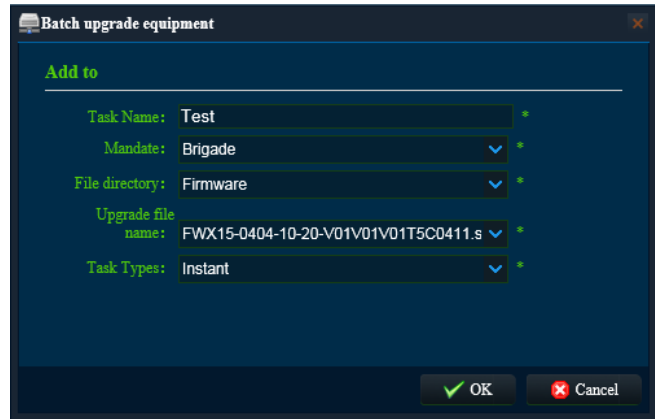 Batch upgrade equipment
Add to
Task Name: Test *
Mandate: Brigade *
File directory: Firmware *
Upgrade file
name: FWX15-0404-10-20-V01V01V01T5C0411.s *
Task Types: Instant *
OK Cancel